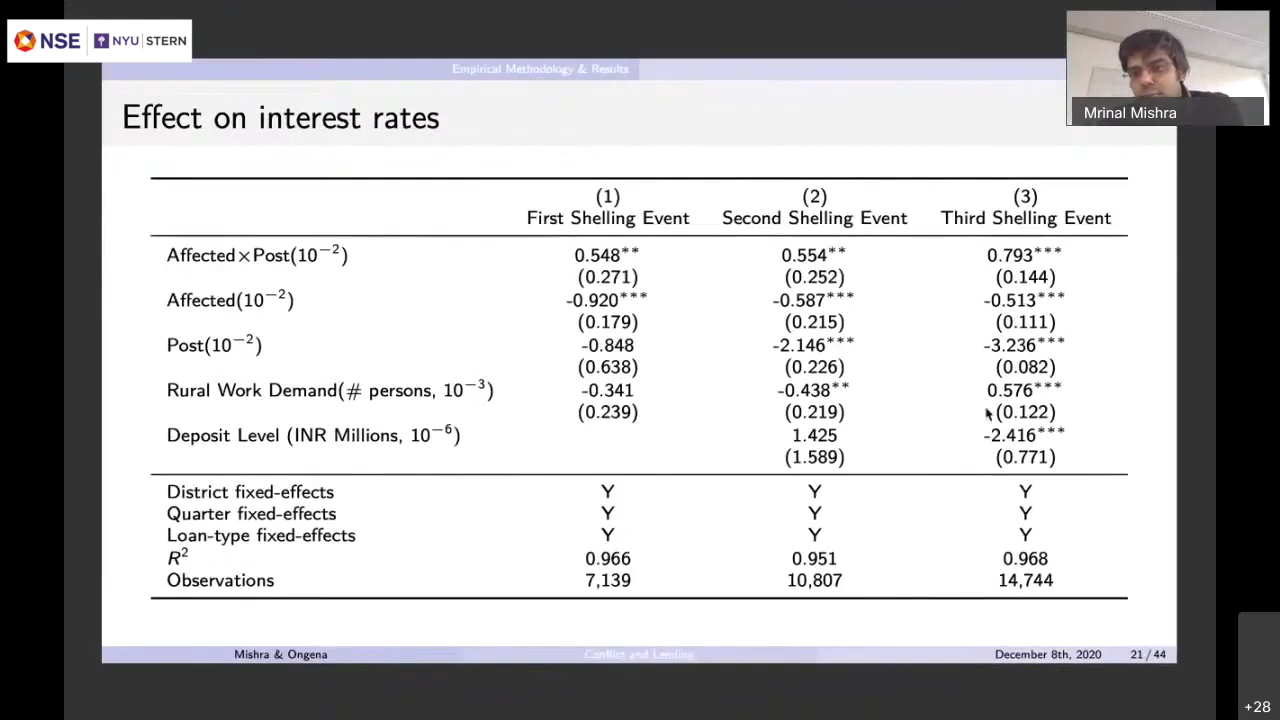 NSE NYU STERN
Empirical Methodology & Results
Effect on interest rates
Mrinal Mishra
(1) (2) (3)
First Shelling Event Second Shelling Event Third Shelling Event
Affected×Post(10⁻²) 0.548** 0.554** 0.793***
(0.271) (0.252) (0.144)
Affected(10⁻²) -0.920*** -0.587*** -0.513***
(0.179) (0.215) (0.111)
Post(10⁻²) -0.848 -2.146*** -3.236***
(0.638) (0.226) (0.082)
Rural Work Demand(# persons, 10⁻³) -0.341 -0.438** 0.576***
(0.239) (0.219) (0.122)
Deposit Level (INR Millions, 10⁻⁶) 1.425 -2.416***
(1.589) (0.771)
District fixed-effects Y Y Y
Quarter fixed-effects Y Y Y
Loan-type fixed-effects Y Y Y
R² 0.966 0.951 0.968
Observations 7,139 10,807 14,744
Mishra & Ongena Conflict and Lending December 8th, 2020 21 / 44
+28